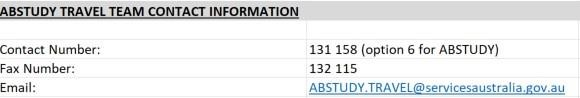 ABSTUDY TRAVEL TEAM CONTACT INFORMATION
Contact Number: 131 158 (option 6 for ABSTUDY)
Fax Number: 132 115
Email: ABSTUDY.TRAVEL@servicesaustralia.gov.au